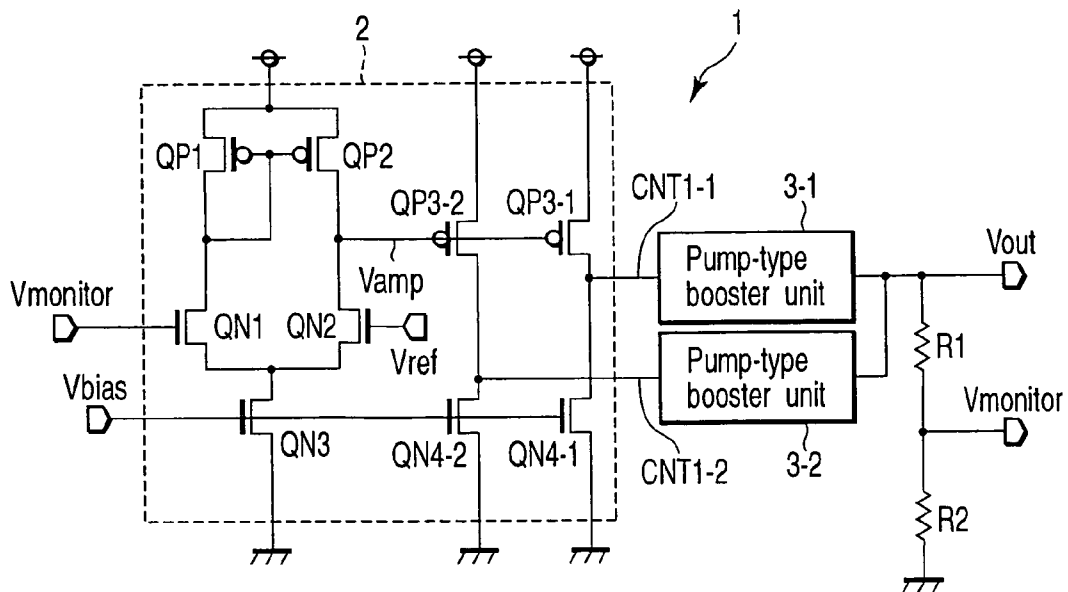 2
1
QP1
QP2
QP3-2
QP3-1
CNT1-1
3-1
Pump-type
booster unit
Vout
Vamp
Vmonitor
QN1
QN2
Vref
R1
Pump-type
booster unit
Vbias
Vmonitor
QN3
QN4-2
QN4-1
CNT1-2
3-2
R2